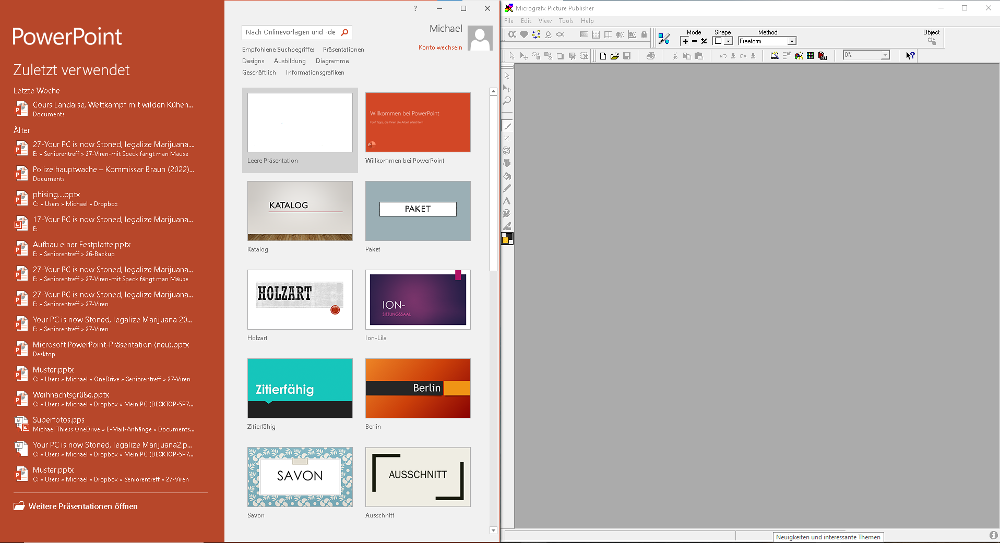 PowerPoint
Zuletzt verwendet
Letzte Woche
Cours Landaise, Wettkampf mit wilden Kühen...
Documents
Älter
27-Your PC is now Stoned, legalize Marijuana....
E: » Seniorentreff » 27-Viren-mit Speck fängt man Mäuse
Polizeihauptwache – Kommissar Braun (2022)...
Documents
phising....pptx
C: » Users » Michael » Dropbox
17-Your PC is now Stoned, legalize Marijuana...
E:
Aufbau einer Festplatte.pptx
E: » Seniorentreff » 26-Backup
27-Your PC is now Stoned, legalize Marijuana...
E: » Seniorentreff » 27-Viren-mit Speck fängt man Mäuse
27-Your PC is now Stoned, legalize Marijuana...
E: » Seniorentreff » 27-Viren
Your PC is now Stoned, legalize Marijuana 20...
E: » Seniorentreff » 27-Viren
Microsoft PowerPoint-Präsentation (neu).pptx
Desktop
Muster.pptx
C: » Users » Michael » OneDrive » Seniorentreff » 27-Viren
Weihnachtsgrüße.pptx
C: » Users » Michael » Dropbox » Mein PC (DESKTOP-5P7...
Superfotos.pps
Michael Thiess OneDrive » E-Mail-Anhänge » Documents...
Your PC is now Stoned, legalize Marijuana2.p...
C: » Users » Michael » Dropbox » Mein PC (DESKTOP-5P7...
Muster.pptx
C: » Users » Michael » Dropbox » Seniorentreff » 27-Viren
Weitere Präsentationen öffnen
?
Nach Onlinevorlagen und -de
Michael
Konto wechseln
Empfohlene Suchbegriffe: Präsentationen
Designs Ausbildung Diagramme
Geschäftlich Informationsgrafiken
Leere Präsentation
Willkommen bei PowerPoint
Fünf Tipps, die Ihnen die Arbeit erleichtern
Willkommen bei PowerPoint
KATALOG
Katalog
PAKET
Paket
HOLZART
Holzart
ION-
SITZUNGSSAAL
Ion-Lila
Zitierfähig
Zitierfähig
Berlin
Berlin
SAVON
Savon
AUSSCHNITT
Ausschnitt
Micrografx Picture Publisher
File Edit View Tools Help
Mode Shape Method Object
Freeform
0%
Neuigkeiten und interessante Themen